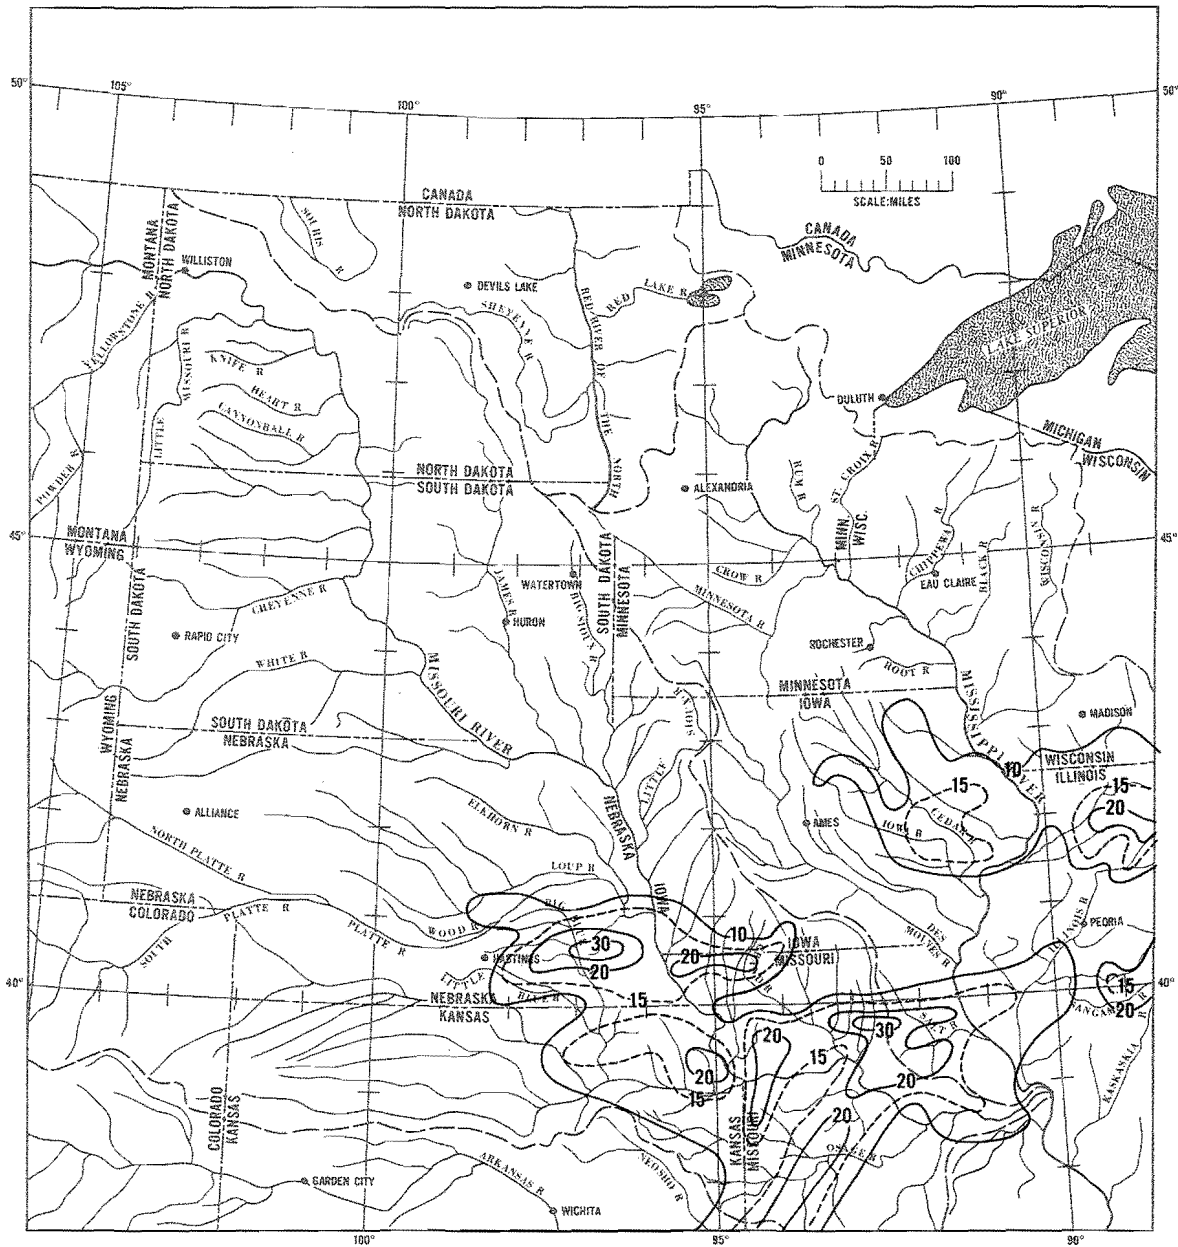 50°
105°
100°
95°
90°
50°
0 50 100
SCALE:MILES
CANADA
NORTH DAKOTA
SOURIS R
MONTANA
NORTH DAKOTA
WILLISTON
CANADA
MINNESOTA
DEVILS LAKE
SHEYENNE R
RED RIVER OF THE NORTH
RED LAKE R
LAKE SUPERIOR
YELLOWSTONE R
LITTLE MISSOURI R
KNIFE R
HEART R
CANNONBALL R
DULUTH
MICHIGAN
WISCONSIN
POWDER R
NORTH DAKOTA
SOUTH DAKOTA
ALEXANDRIA
RUM R
ST. CROIX R
MINN.
WISC.
CHIPPEWA R
BLACK R
WISCONSIN R
45°
MONTANA
WYOMING
45°
SOUTH DAKOTA
CHEYENNE R
JAMES R
WATERTOWN
BIG SIOUX R
SOUTH DAKOTA
MINNESOTA
CROW R
MINNESOTA R
EAU CLAIRE
RAPID CITY
HURON
ROCHESTER
ROOT R
WHITE R
MISSOURI RIVER
MINNESOTA
IOWA
MISSISSIPPI RIVER
MADISON
WYOMING
NEBRASKA
SOUTH DAKOTA
NEBRASKA
LITTLE SIOUX R
10
WISCONSIN
ILLINOIS
15
15
20
ALLIANCE
ELKHORN R
NEBRASKA
IOWA
AMES
IOWA R
CEDAR R
NORTH PLATTE R
LOUP R
NEBRASKA
COLORADO
SOUTH PLATTE R
PLATTE R
WOOD R
BIG BLUE R
10
DES MOINES R
ILLINOIS R
PEORIA
30
20
HASTINGS
20
IOWA
MISSOURI
LITTLE BLUE R
40°
NEBRASKA
KANSAS
15
15
40°
20
SANGAMON R
20
30
SALT R
15
20
20
15
KASKASKIA R
COLORADO
KANSAS
20
KANSAS
MISSOURI
OSAGE R
NEOSHO R
ARKANSAS R
GARDEN CITY
WICHITA
100°
95°
90°